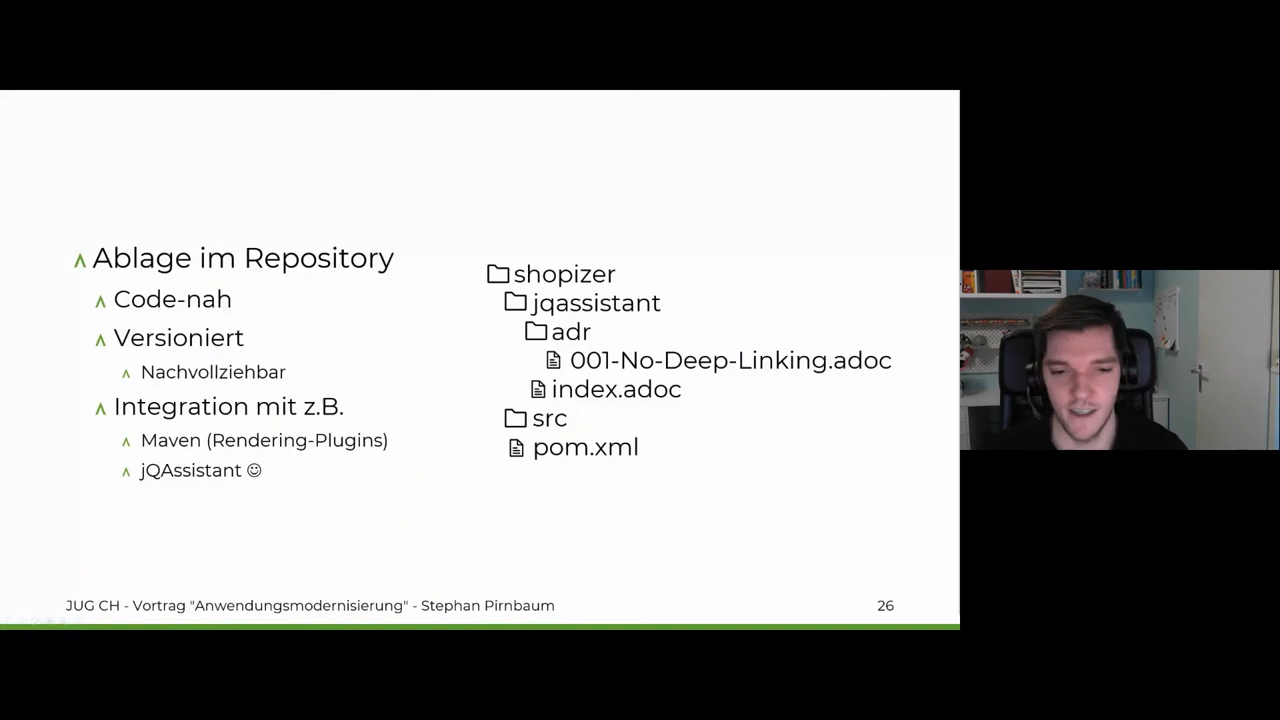 Ablage im Repository
Code-nah
Versioniert
Nachvollziehbar
Integration mit z.B.
Maven (Rendering-Plugins)
jQAssistant ☺
shopizer
jqassistant
adr
001-No-Deep-Linking.adoc
index.adoc
src
pom.xml
JUG CH - Vortrag "Anwendungsmodernisierung" - Stephan Pirnbaum
26